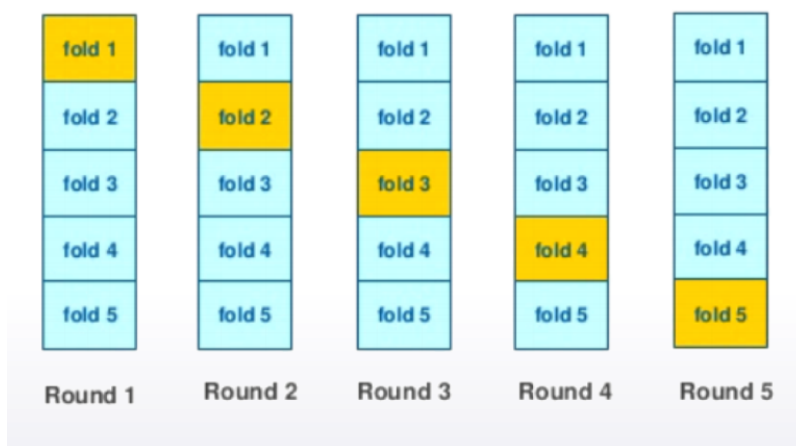 fold 1 fold 1 fold 1 fold 1 fold 1
fold 2 fold 2 fold 2 fold 2 fold 2
fold 3 fold 3 fold 3 fold 3 fold 3
fold 4 fold 4 fold 4 fold 4 fold 4
fold 5 fold 5 fold 5 fold 5 fold 5
Round 1 Round 2 Round 3 Round 4 Round 5